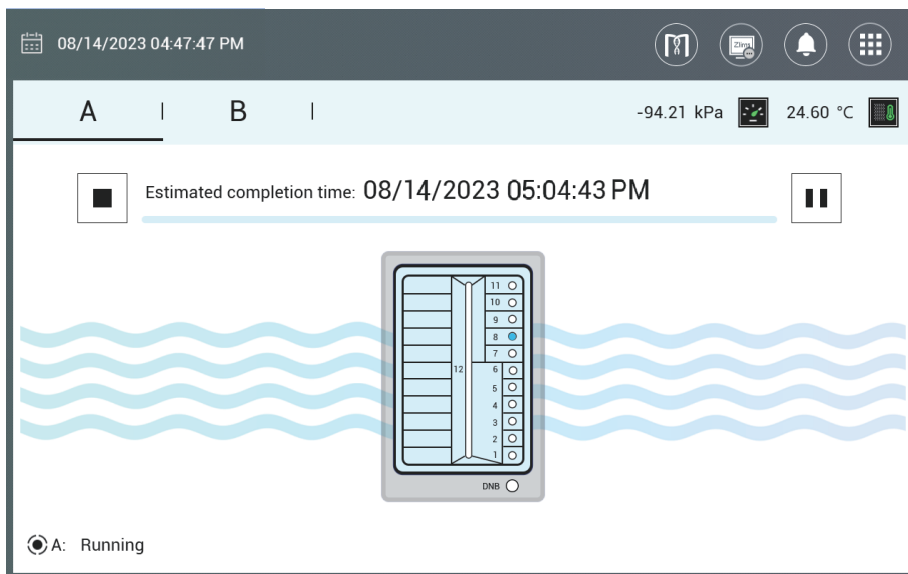 08/14/2023 04:47:47 PM
Zlims
A | B |
-94.21 kPa 24.60 °C
Estimated completion time: 08/14/2023 05:04:43 PM
11
10
9
8
7
12 6
5
4
3
2
1
DNB
A: Running